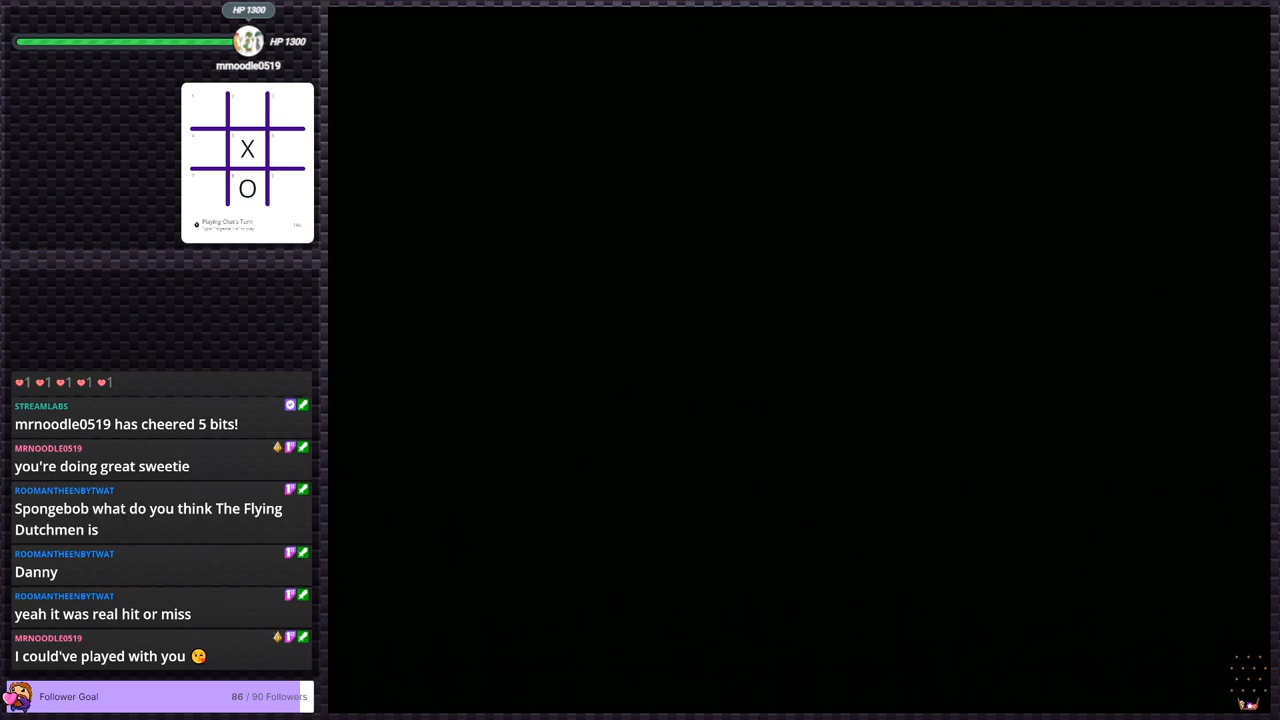 HP 1300
HP 1300
mmoodle0519
X
O
Playing Chat's Turn
14s
1 1 1 1 1
STREAMLABS
mrnoodle0519 has cheered 5 bits!
MRNOODLE0519
you're doing great sweetie
ROOMANTHEENBYTWAT
Spongebob what do you think The Flying
Dutchmen is
ROOMANTHEENBYTWAT
Danny
ROOMANTHEENBYTWAT
yeah it was real hit or miss
MRNOODLE0519
I could've played with you 😘
Follower Goal
86 / 90 Followers